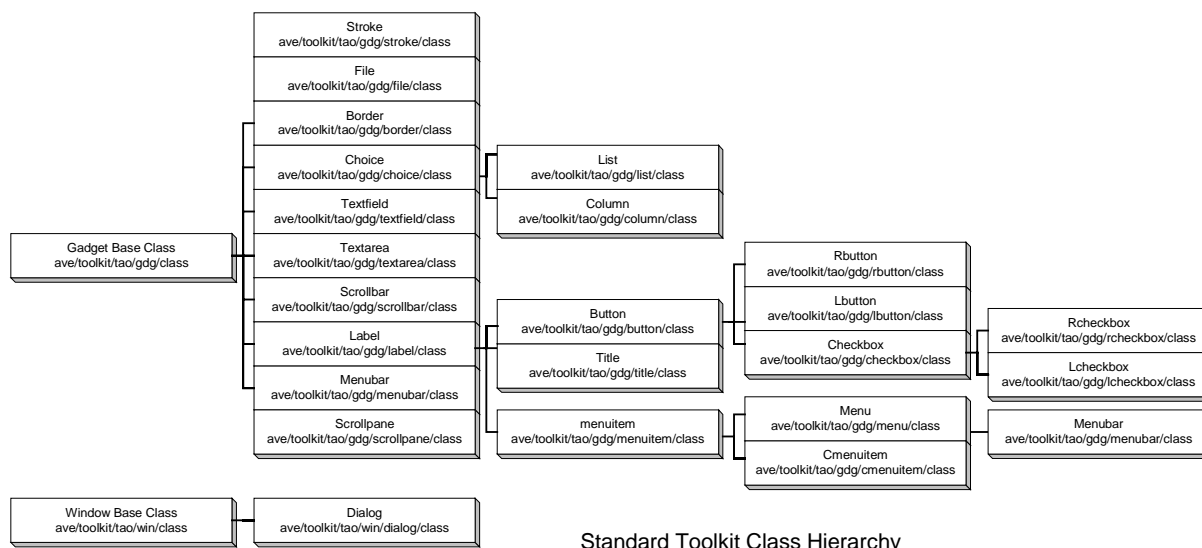 Stroke
ave/toolkit/tao/gdg/stroke/class
File
ave/toolkit/tao/gdg/file/class
Border
ave/toolkit/tao/gdg/border/class
Choice
ave/toolkit/tao/gdg/choice/class
Textfield
ave/toolkit/tao/gdg/textfield/class
Textarea
ave/toolkit/tao/gdg/textarea/class
Scrollbar
ave/toolkit/tao/gdg/scrollbar/class
Label
ave/toolkit/tao/gdg/label/class
Menubar
ave/toolkit/tao/gdg/menubar/class
Scrollpane
ave/toolkit/tao/gdg/scrollpane/class
Gadget Base Class
ave/toolkit/tao/gdg/class
List
ave/toolkit/tao/gdg/list/class
Column
ave/toolkit/tao/gdg/column/class
Button
ave/toolkit/tao/gdg/button/class
Title
ave/toolkit/tao/gdg/title/class
menuitem
ave/toolkit/tao/gdg/menuitem/class
Rbutton
ave/toolkit/tao/gdg/rbutton/class
Lbutton
ave/toolkit/tao/gdg/lbutton/class
Checkbox
ave/toolkit/tao/gdg/checkbox/class
Rcheckbox
ave/toolkit/tao/gdg/rcheckbox/class
Lcheckbox
ave/toolkit/tao/gdg/lcheckbox/class
Menu
ave/toolkit/tao/gdg/menu/class
Cmenuitem
ave/toolkit/tao/gdg/cmenuitem/class
Menubar
ave/toolkit/tao/gdg/menubar/class
Window Base Class
ave/toolkit/tao/win/class
Dialog
ave/toolkit/tao/win/dialog/class
Standard Toolkit Class Hierarchy